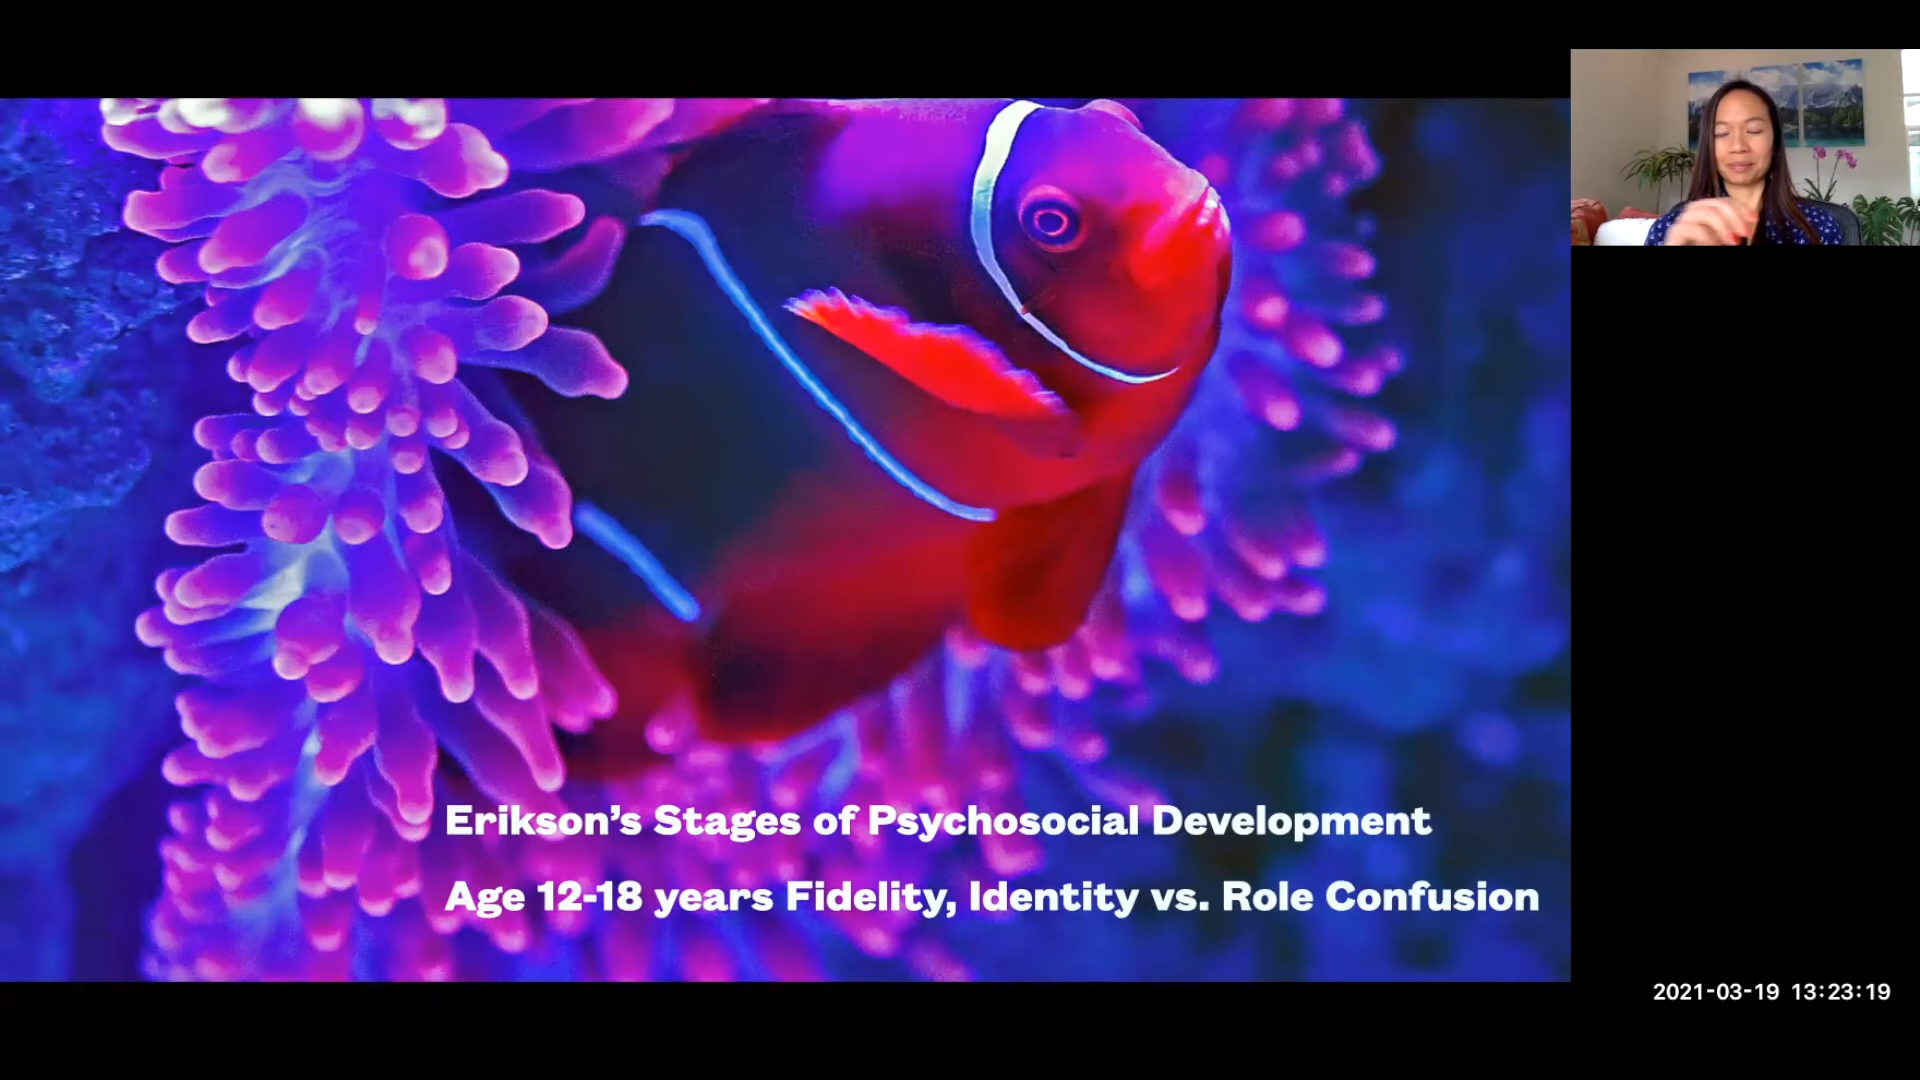 Erikson’s Stages of Psychosocial Development
Age 12-18 years Fidelity, Identity vs. Role Confusion
2021-03-19 13:23:19